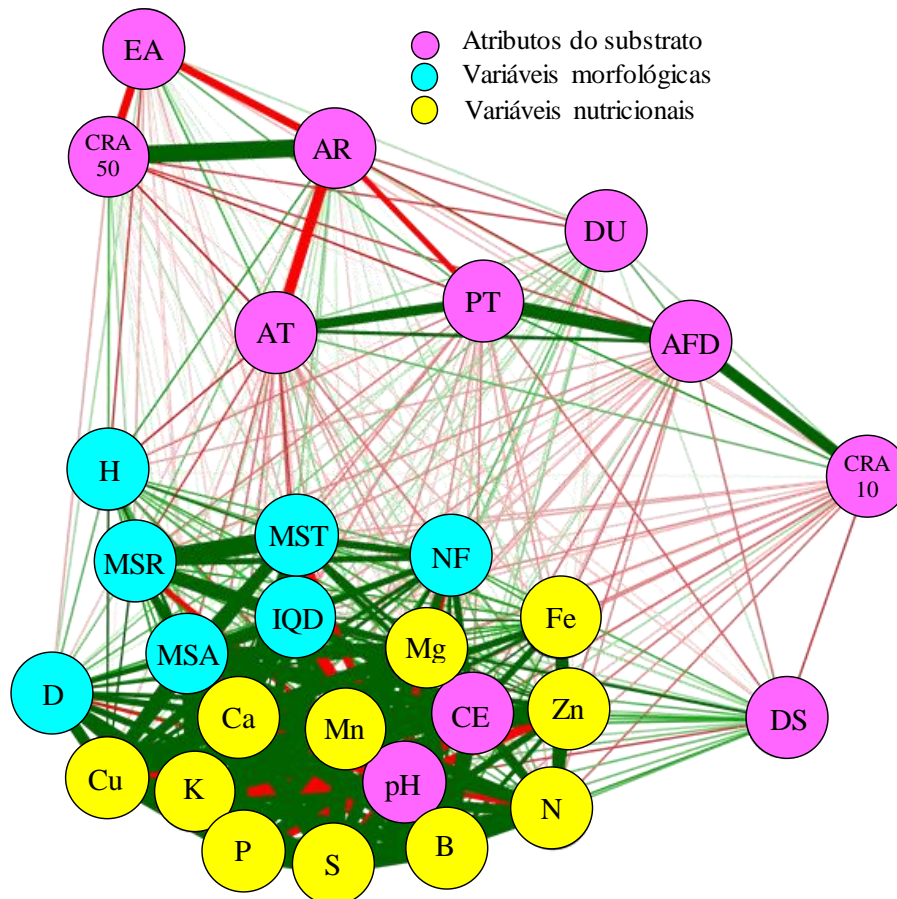 EA
Atributos do substrato
Variáveis morfológicas
Variáveis nutricionais
CRA
50
AR
DU
PT
AT
AFD
H
CRA
10
MST
MSR
NF
IQD
Fe
MSA
Mg
D
Ca
Mn
CE
Zn
DS
Cu
K
pH
N
P
S
B